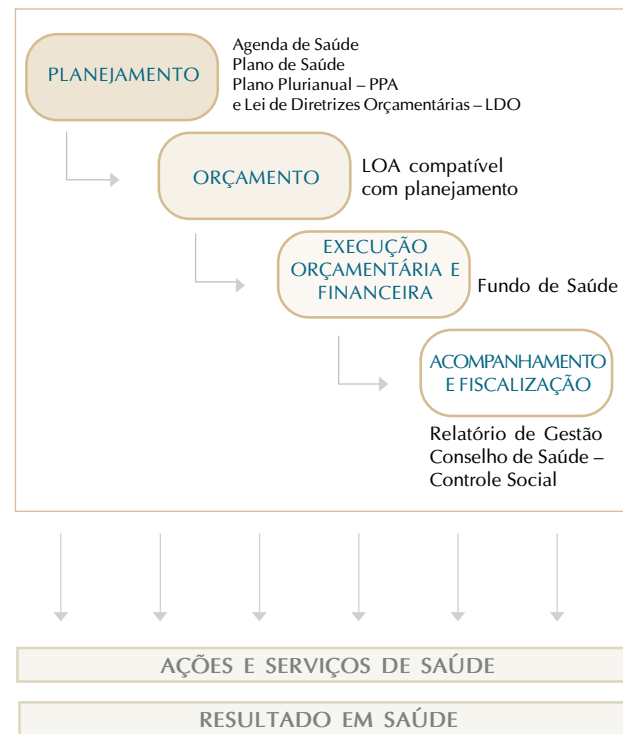 PLANEJAMENTO
Agenda de Saúde
Plano de Saúde
Plano Plurianual – PPA
e Lei de Diretrizes Orçamentárias – LDO
ORÇAMENTO
LOA compatível
com planejamento
EXECUÇÃO
ORÇAMENTÁRIA E
FINANCEIRA
Fundo de Saúde
ACOMPANHAMENTO
E FISCALIZAÇÃO
Relatório de Gestão
Conselho de Saúde –
Controle Social
AÇÕES E SERVIÇOS DE SAÚDE
RESULTADO EM SAÚDE